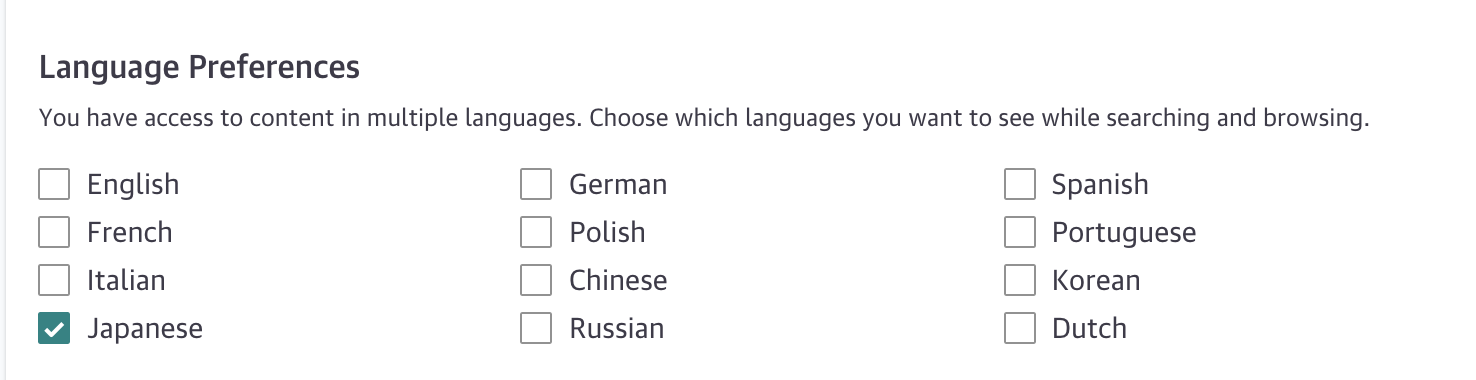 Language Preferences
You have access to content in multiple languages. Choose which languages you want to see while searching and browsing.
English German Spanish
French Polish Portuguese
Italian Chinese Korean
Japanese Russian Dutch